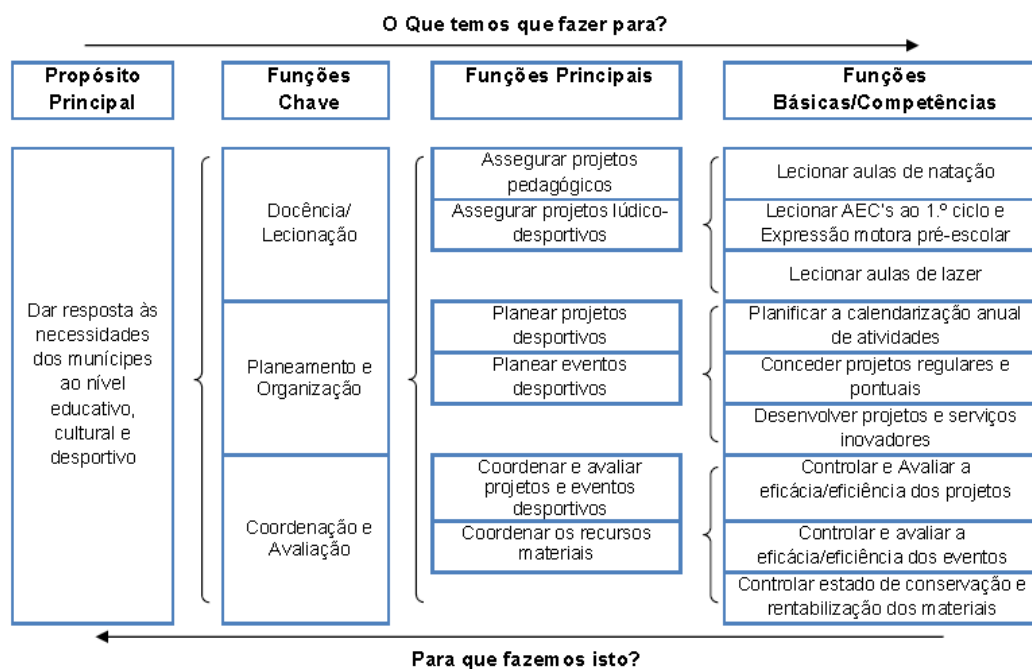 O Que temos que fazer para?
Propósito
Principal
Funções
Chave
Funções Principais
Funções
Básicas/Competências
Dar resposta às
necessidades
dos munícipes
ao nível
educativo,
cultural e
desportivo
Docência/
Lecionação
Planeamento e
Organização
Coordenação e
Avaliação
Assegurar projetos
pedagógicos
Assegurar projetos lúdico-
desportivos
Planear projetos
desportivos
Planear eventos
desportivos
Coordenar e avaliar
projetos e eventos
desportivos
Coordenar os recursos
materiais
Lecionar aulas de natação
Lecionar AEC's ao 1.º ciclo e
Expressão motora pré-escolar
Lecionar aulas de lazer
Planificar a calendarização anual
de atividades
Conceder projetos regulares e
pontuais
Desenvolver projetos e serviços
inovadores
Controlar e Avaliar a
eficácia/eficiência dos projetos
Controlar e avaliar a
eficácia/eficiência dos eventos
Controlar estado de conservação e
rentabilização dos materiais
Para que fazemos isto?